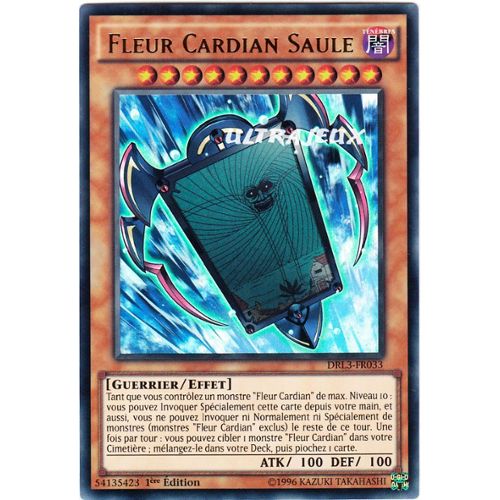 Fleur Cardian Saule
TÉNÈBRES
闇
ULTRAJEUX
DRL3-FR033
[Guerrier/Effet]
Tant que vous contrôlez un monstre "Fleur Cardian" de max. Niveau 10 :
vous pouvez Invoquer Spécialement cette carte depuis votre main, et
aussi, vous ne pouvez Invoquer ni Normalement ni Spécialement de
monstres (monstres "Fleur Cardian" exclus) le reste de ce tour. Une
fois par tour : vous pouvez cibler 1 monstre "Fleur Cardian" dans votre
Cimetière ; mélangez-le dans votre Deck, puis piochez 1 carte.
ATK/ 100 DEF/ 100
54135423 1ère Édition ©1996 KAZUKI TAKAHASHI